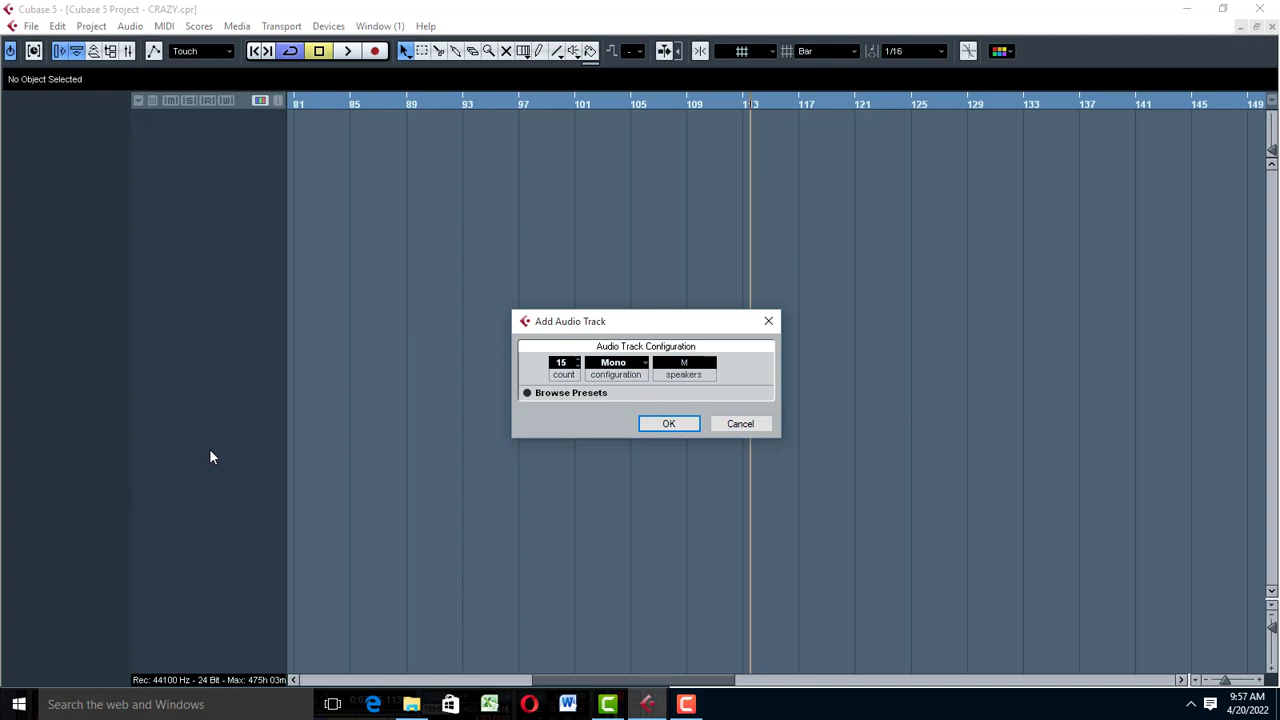 Cubase 5 - [Cubase 5 Project - CRAZY.cpr]
File Edit Project Audio MIDI Scores Media Transport Devices Window (1) Help
Touch - Bar 1/16
No Object Selected
81 85 89 93 97 101 105 109 113 117 121 125 129 133 137 141 145 149
Add Audio Track
Audio Track Configuration
15 Mono M
count configuration speakers
Browse Presets
OK Cancel
Rec: 44100 Hz - 24 Bit - Max: 475h 03m
Search the web and Windows
9:57 AM
4/20/2022